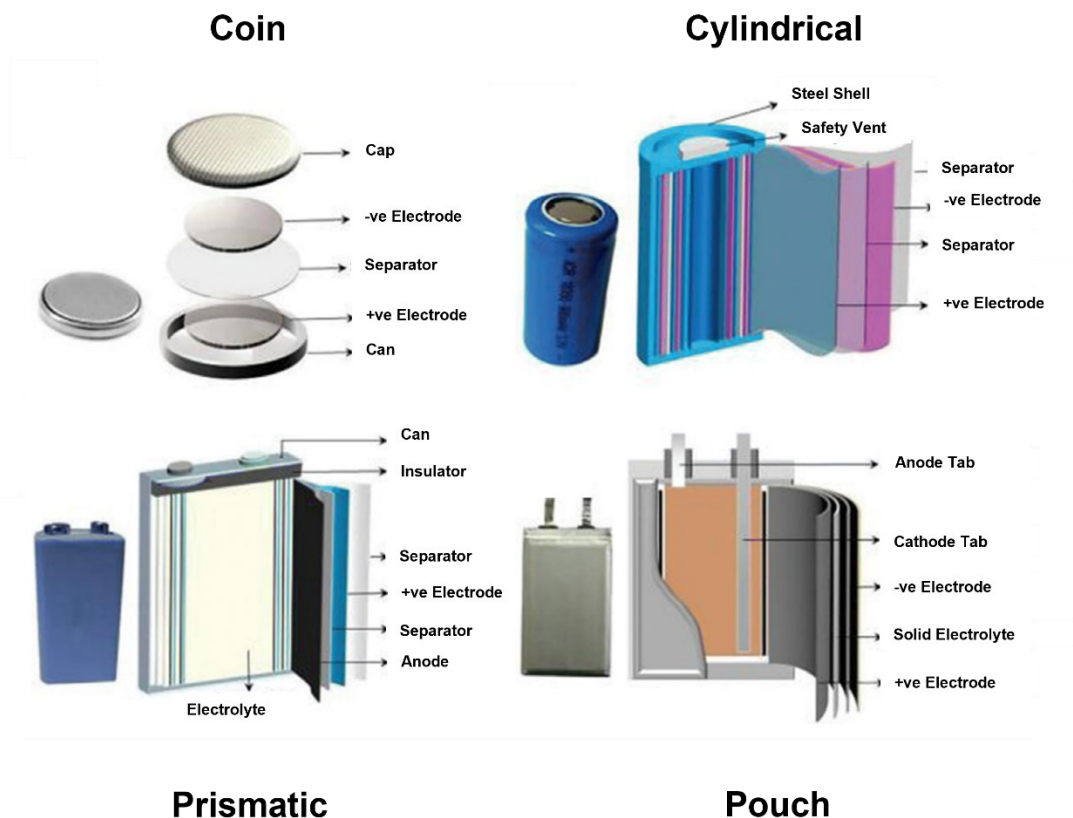 Coin
Cylindrical
Cap
-ve Electrode
Separator
+ve Electrode
Can
Steel Shell
Safety Vent
Separator
-ve Electrode
Separator
+ve Electrode
Can
Insulator
Separator
+ve Electrode
Separator
Anode
Electrolyte
Anode Tab
Cathode Tab
-ve Electrode
Solid Electrolyte
+ve Electrode
Prismatic
Pouch